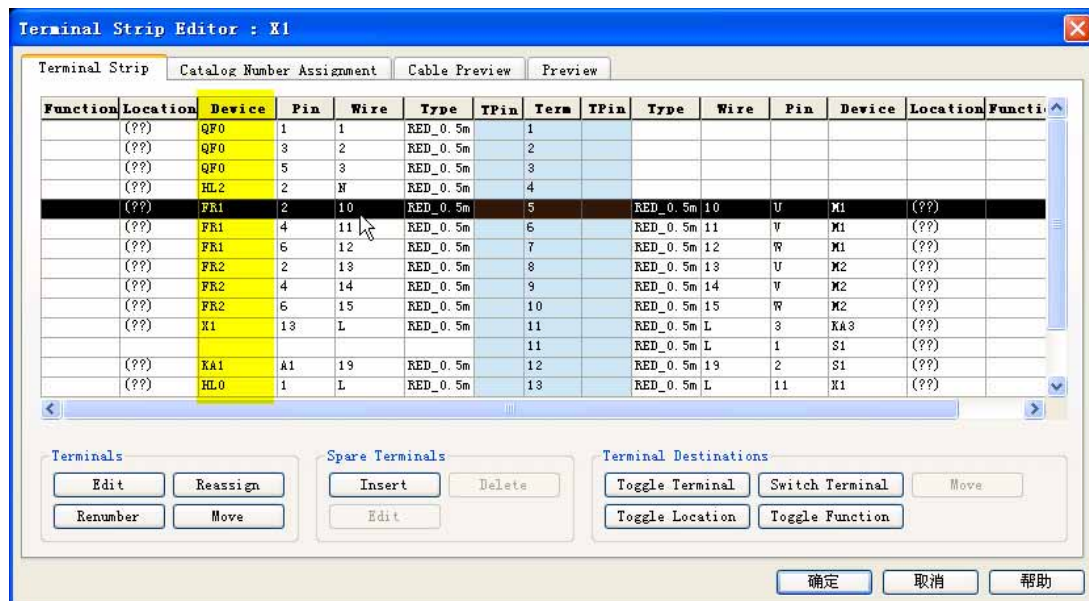 Terminal Strip Editor : X1
Terminal Strip Catalog Number Assignment Cable Preview Preview
Function Location Device Pin Wire Type TPin Term TPin Type Wire Pin Device Location Functi
(??) QF0 1 1 RED_0.5m 1
(??) QF0 3 2 RED_0.5m 2
(??) QF0 5 3 RED_0.5m 3
(??) HL2 2 N RED_0.5m 4
(??) FR1 2 10 RED_0.5m 5 RED_0.5m 10 U M1 (??)
(??) FR1 4 11 RED_0.5m 6 RED_0.5m 11 V M1 (??)
(??) FR1 6 12 RED_0.5m 7 RED_0.5m 12 W M1 (??)
(??) FR2 2 13 RED_0.5m 8 RED_0.5m 13 U M2 (??)
(??) FR2 4 14 RED_0.5m 9 RED_0.5m 14 V M2 (??)
(??) FR2 6 15 RED_0.5m 10 RED_0.5m 15 W M2 (??)
(??) X1 13 L RED_0.5m 11 RED_0.5m L 3 KA3 (??)
11 RED_0.5m L 1 S1 (??)
(??) KA1 A1 19 RED_0.5m 12 RED_0.5m 19 2 S1 (??)
(??) HL0 1 L RED_0.5m 13 RED_0.5m L 11 X1 (??)
Terminals Spare Terminals Terminal Destinations
Edit Reassign Insert Delete Toggle Terminal Switch Terminal Move
Renumber Move Edit Toggle Location Toggle Function
确定 取消 帮助